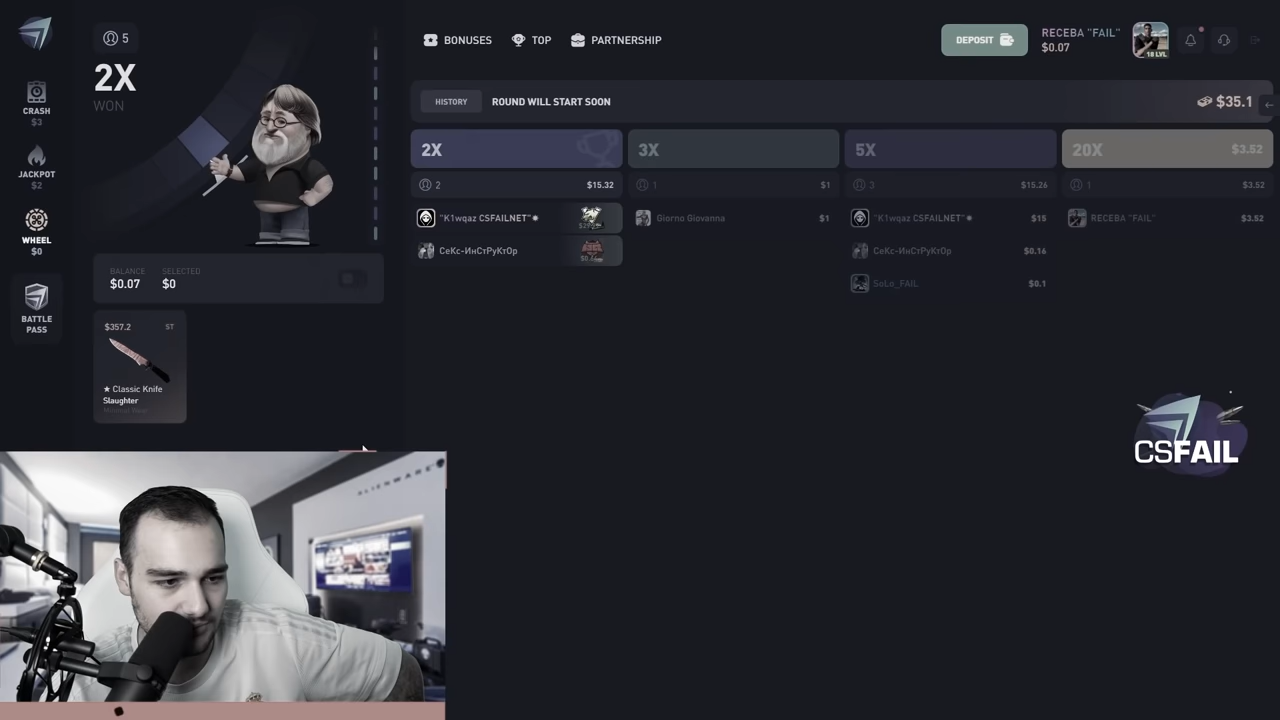 5
2X
WON
CRASH
$3
JACKPOT
$2
WHEEL
$0
BATTLE
PASS
BALANCE
$0.07
SELECTED
$0
$357.2
ST
★ Classic Knife
Slaughter
BONUSES
TOP
PARTNERSHIP
DEPOSIT
RECEBA "FAIL"
$0.07
18 LVL
HISTORY
ROUND WILL START SOON
$35.1
2X
2
$15.32
"K1wqaz CSFAILNET"
СеКс-ИнСтРуКтОр
3X
1
$1
Giorno Giovanna
$1
5X
3
$15.26
"K1wqaz CSFAILNET"
$15
СеКс-ИнСтРуКтОр
$0.16
SoLo_FAIL
$0.1
20X
$3.52
1
$3.52
RECEBA "FAIL"
$3.52
CSFAIL
ALIENWARE